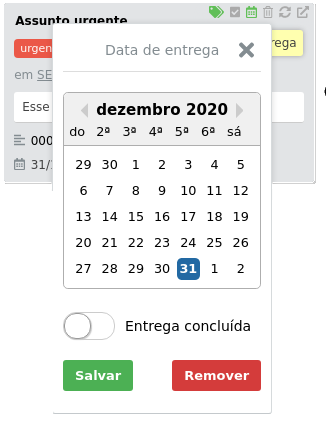 Assunto urgente
urgen
rega
Data de entrega
em SE
dezembro 2020
do 2ª 3ª 4ª 5ª 6ª sá
Esse
29 30 1 2 3 4 5
000
31/
6 7 8 9 10 11 12
13 14 15 16 17 18 19
20 21 22 23 24 25 26
27 28 29 30 31 1 2
Entrega concluída
Salvar Remover